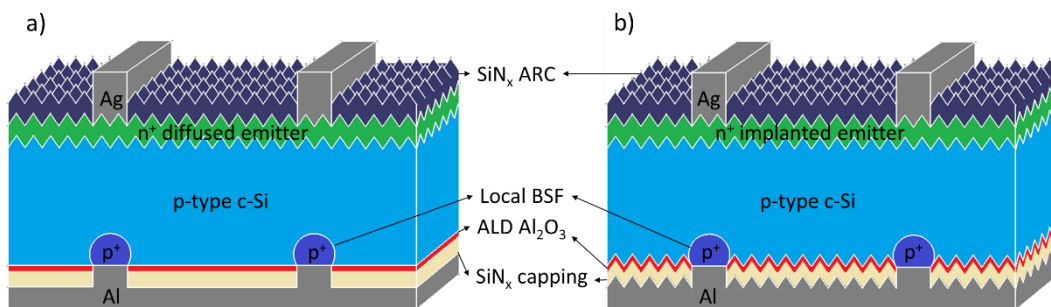 a)
b)
SiNₓ ARC
Ag
Ag
n⁺ diffused emitter
n⁺ implanted emitter
p-type c-Si
Local BSF
p-type c-Si
ALD Al₂O₃
p⁺
p⁺
p⁺
p⁺
SiNₓ capping
Al
Al